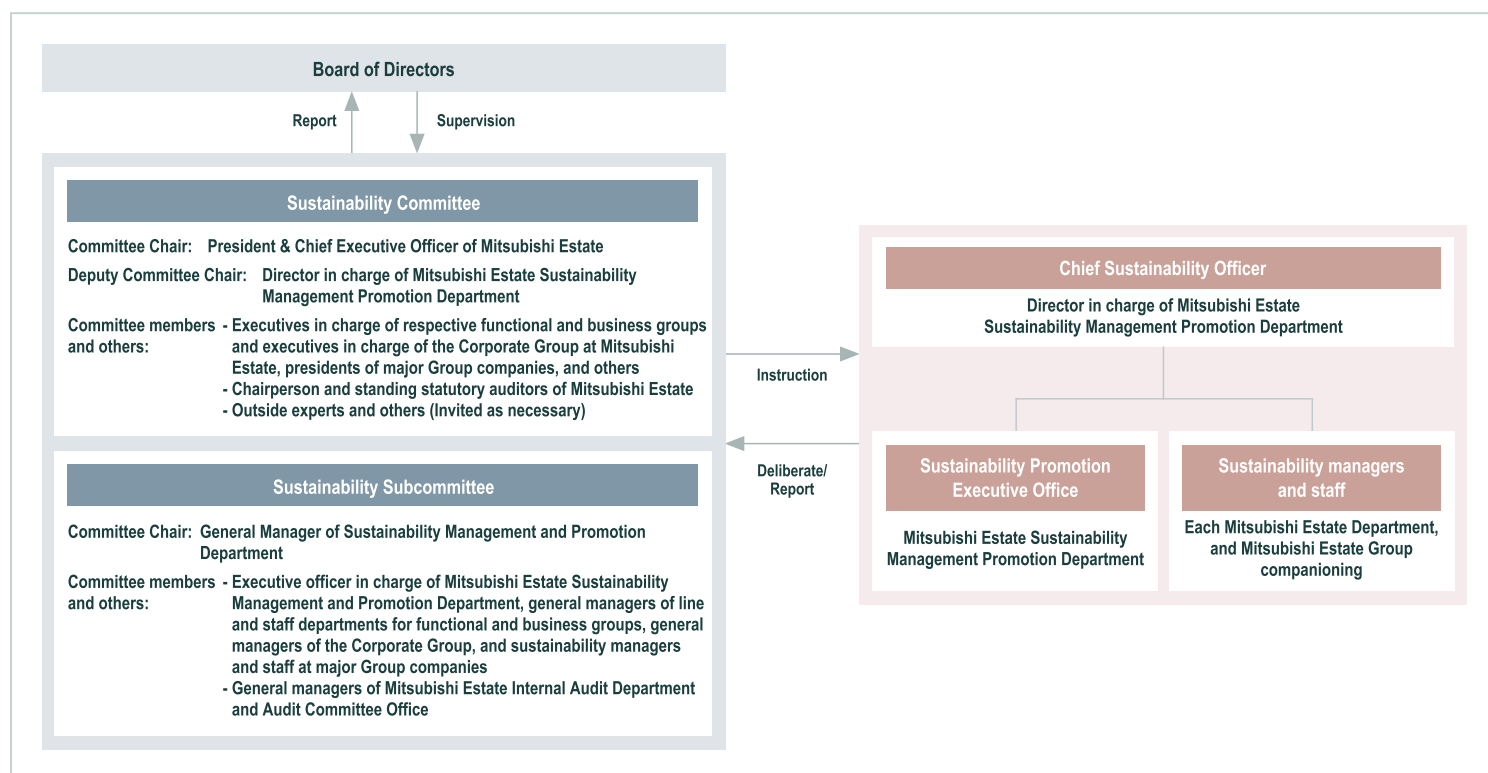 Board of Directors
Report
Supervision
Sustainability Committee
Committee Chair: President & Chief Executive Officer of Mitsubishi Estate
Deputy Committee Chair: Director in charge of Mitsubishi Estate Sustainability
Management Promotion Department
Committee members - Executives in charge of respective functional and business groups
and others: and executives in charge of the Corporate Group at Mitsubishi
Estate, presidents of major Group companies, and others
- Chairperson and standing statutory auditors of Mitsubishi Estate
- Outside experts and others (Invited as necessary)
Sustainability Subcommittee
Committee Chair: General Manager of Sustainability Management and Promotion
Department
Committee members - Executive officer in charge of Mitsubishi Estate Sustainability
and others: Management and Promotion Department, general managers of line
and staff departments for functional and business groups, general
managers of the Corporate Group, and sustainability managers
and staff at major Group companies
- General managers of Mitsubishi Estate Internal Audit Department
and Audit Committee Office
Instruction
Deliberate/
Report
Chief Sustainability Officer
Director in charge of Mitsubishi Estate
Sustainability Management Promotion Department
Sustainability Promotion
Executive Office
Mitsubishi Estate Sustainability
Management Promotion Department
Sustainability managers
and staff
Each Mitsubishi Estate Department,
and Mitsubishi Estate Group
companioning